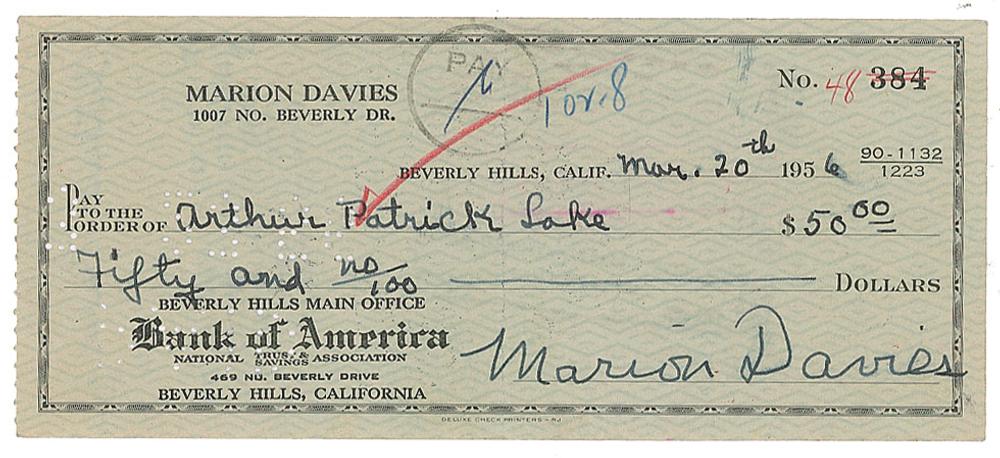 PAY
MARION DAVIES
1007 NO. BEVERLY DR.
No. 48 384
BEVERLY HILLS, CALIF. Mar. 20th 1956
90-1132
1223
PAY TO THE ORDER OF Arthur Patrick Lake $50 00
Fifty and no/100 DOLLARS
BEVERLY HILLS MAIN OFFICE
Bank of America
NATIONAL TRUST & SAVINGS ASSOCIATION
469 NO. BEVERLY DRIVE
BEVERLY HILLS, CALIFORNIA
Marion Davies
DELUXE CHECK PRINTERS - RJ